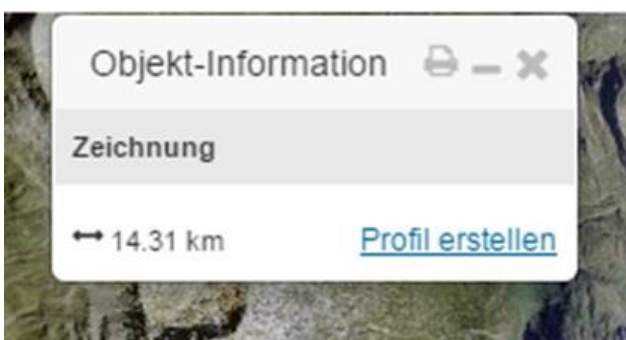 Objekt-Information
Zeichnung
14.31 km Profil erstellen